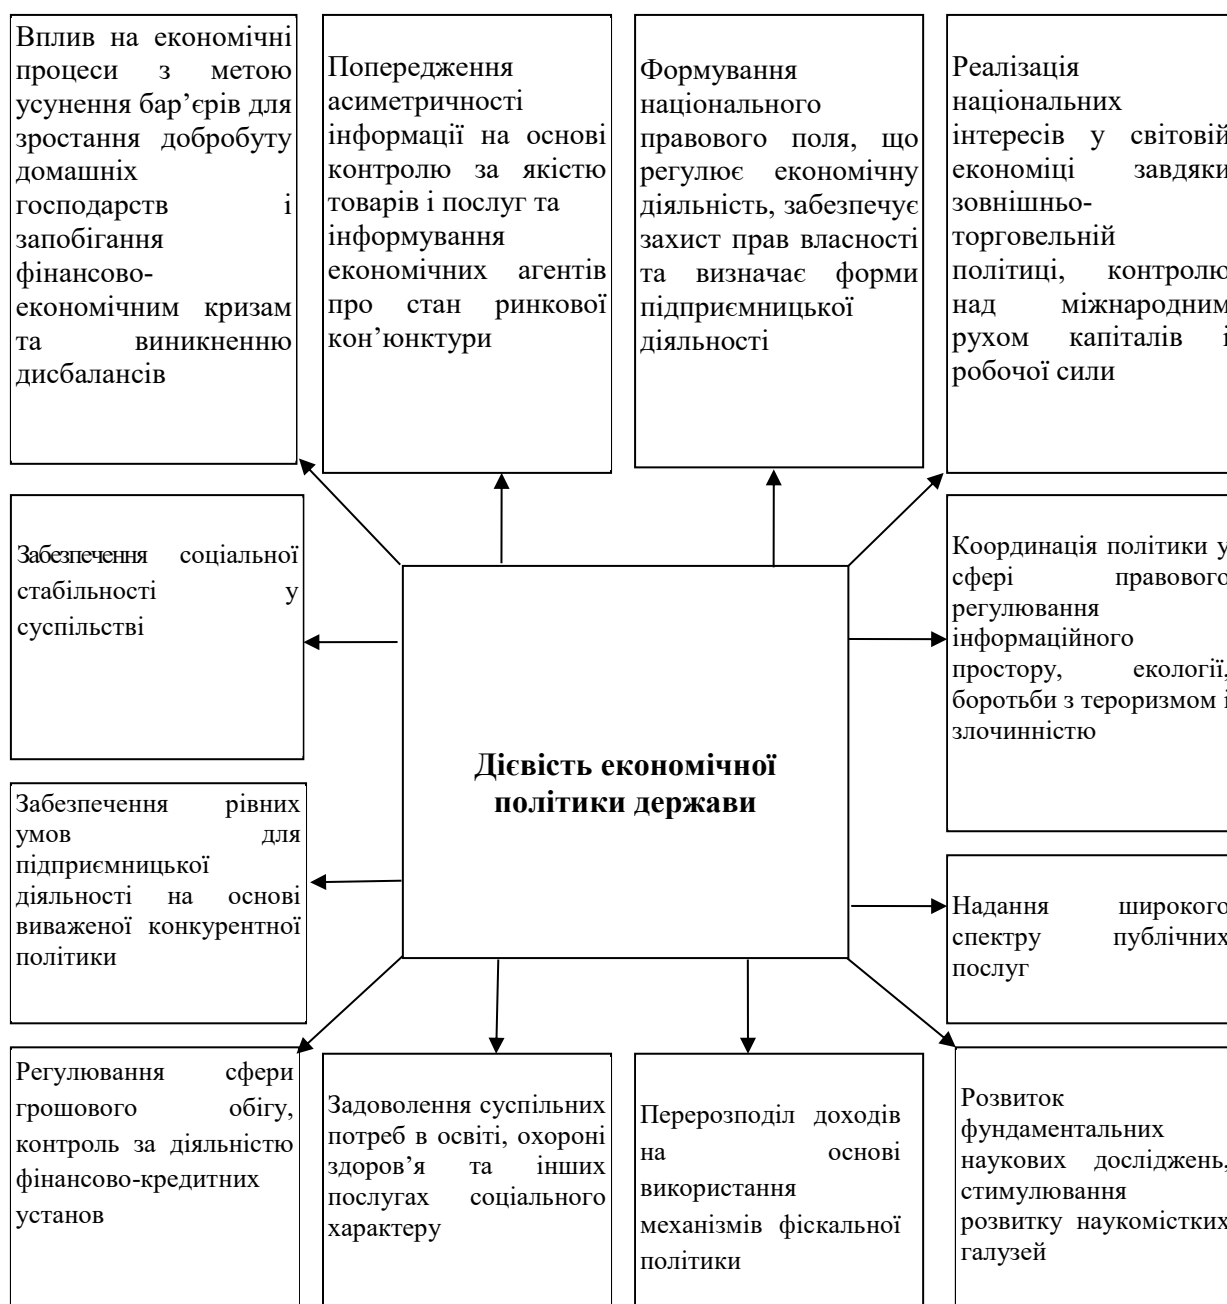 Вплив на економічні
процеси з метою
усунення бар’єрів для
зростання добробуту
домашніх
господарств і
запобігання
фінансово-
економічним кризам
та виникненню
дисбалансів
Попередження
асиметричності
інформації на основі
контролю за якістю
товарів і послуг та
інформування
економічних агентів
про стан ринкової
кон’юнктури
Формування
національного
правового поля, що
регулює економічну
діяльність, забезпечує
захист прав власності
та визначає форми
підприємницької
діяльності
Реалізація
національних
інтересів у світовій
економіці завдяки
зовнішньо-
торговельній
політиці, контролю
над міжнародним
рухом капіталів і
робочої сили
Забезпечення соціальної
стабільності у
суспільстві
Координація політики у
сфері правового
регулювання
інформаційного
простору, екології,
боротьби з тероризмом і
злочинністю
Дієвість економічної
політики держави
Забезпечення рівних
умов для
підприємницької
діяльності на основі
виваженої конкурентної
політики
Надання широкого
спектру публічних
послуг
Регулювання сфери
грошового обігу,
контроль за діяльністю
фінансово-кредитних
установ
Задоволення суспільних
потреб в освіті, охороні
здоров’я та інших
послугах соціального
характеру
Перерозподіл доходів
на основі
використання
механізмів фіскальної
політики
Розвиток
фундаментальних
наукових досліджень,
стимулювання
розвитку наукомістких
галузей